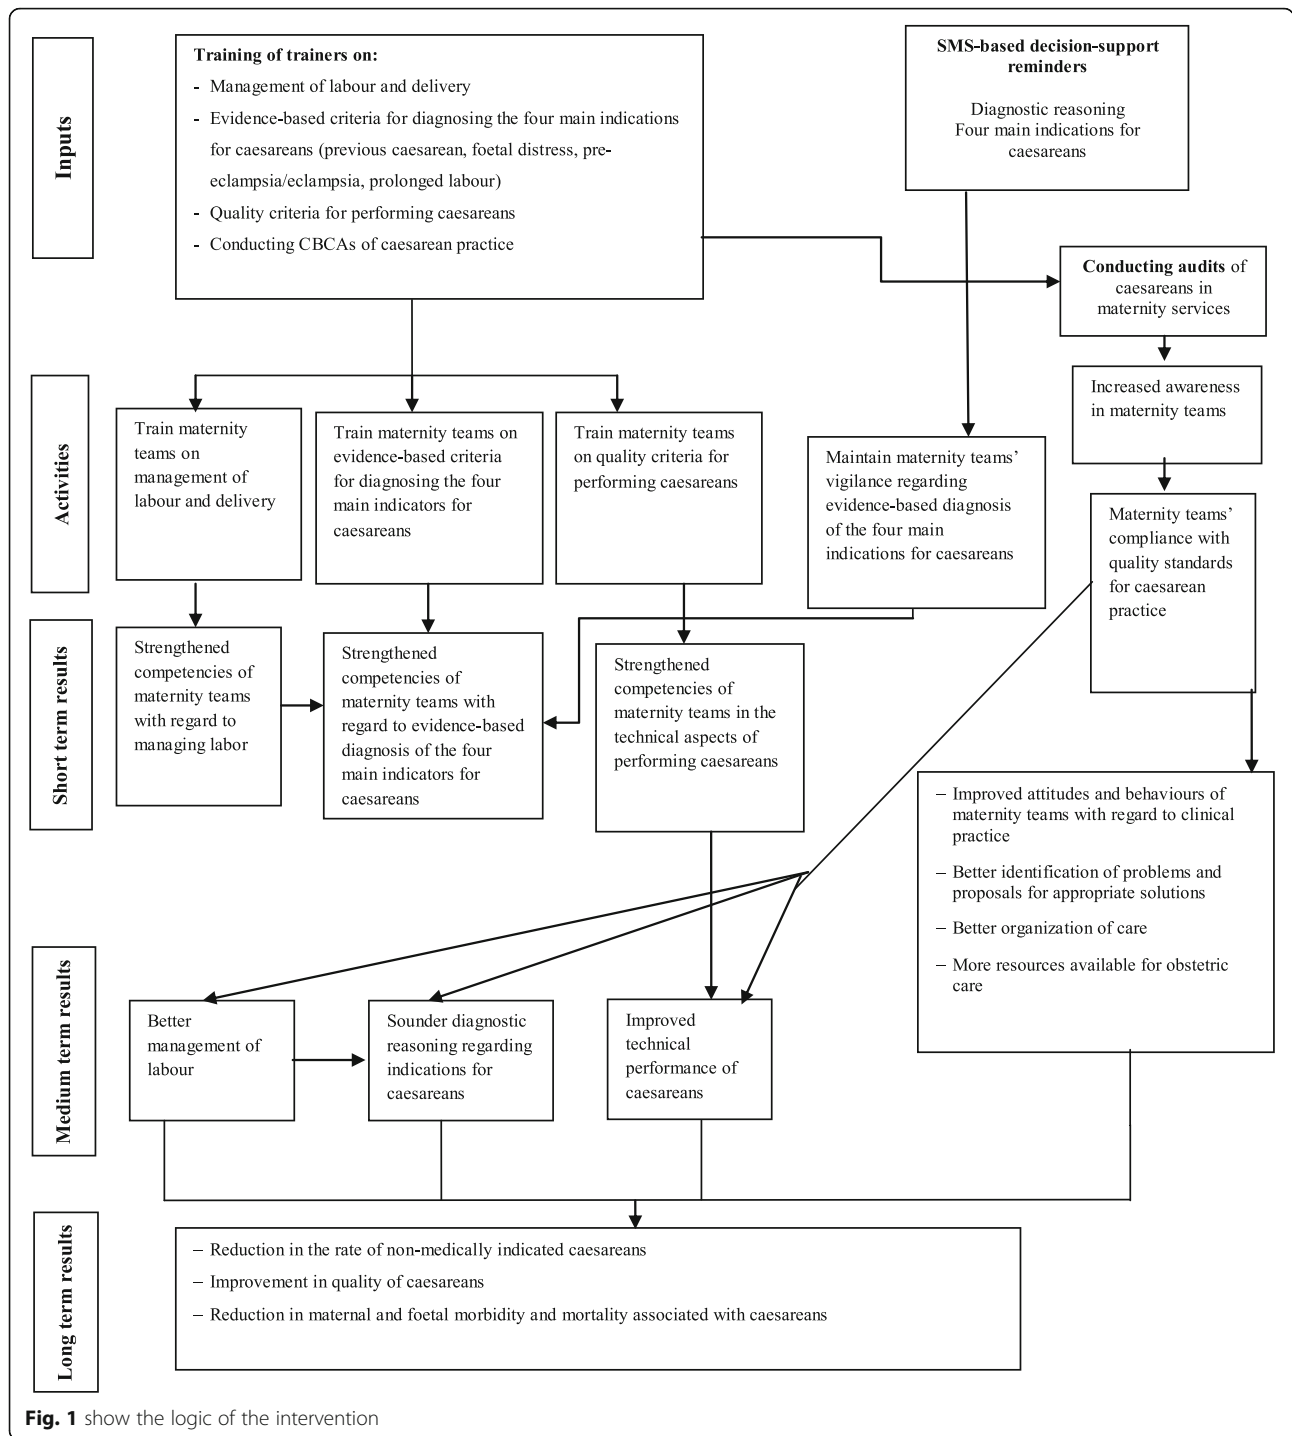 Inputs
Training of trainers on:
- Management of labour and delivery
- Evidence-based criteria for diagnosing the four main indications
for caesareans (previous caesarean, foetal distress, pre-
eclampsia/eclampsia, prolonged labour)
- Quality criteria for performing caesareans
- Conducting CBCAs of caesarean practice
SMS-based decision-support
reminders
Diagnostic reasoning
Four main indications for
caesareans
Conducting audits of
caesareans in
maternity services
Activities
Train maternity
teams on
management of
labour and delivery
Train maternity teams on
evidence-based criteria
for diagnosing the four
main indicators for
caesareans
Train maternity teams
on quality criteria for
performing caesareans
Maintain maternity teams'
vigilance regarding
evidence-based diagnosis
of the four main
indications for caesareans
Increased awareness
in maternity teams
Maternity teams'
compliance with
quality standards
for caesarean
practice
Short term results
Strengthened
competencies of
maternity teams
with regard to
managing labor
Strengthened
competencies of
maternity teams with
regard to evidence-based
diagnosis of the four
main indicators for
caesareans
Strengthened
competencies of
maternity teams in the
technical aspects of
performing caesareans
– Improved attitudes and behaviours of
maternity teams with regard to clinical
practice
– Better identification of problems and
proposals for appropriate solutions
– Better organization of care
– More resources available for obstetric
care
Medium term results
Better
management of
labour
Sounder diagnostic
reasoning regarding
indications for
caesareans
Improved
technical
performance of
caesareans
Long term results
– Reduction in the rate of non-medically indicated caesareans
– Improvement in quality of caesareans
– Reduction in maternal and foetal morbidity and mortality associated with caesareans
Fig. 1 show the logic of the intervention